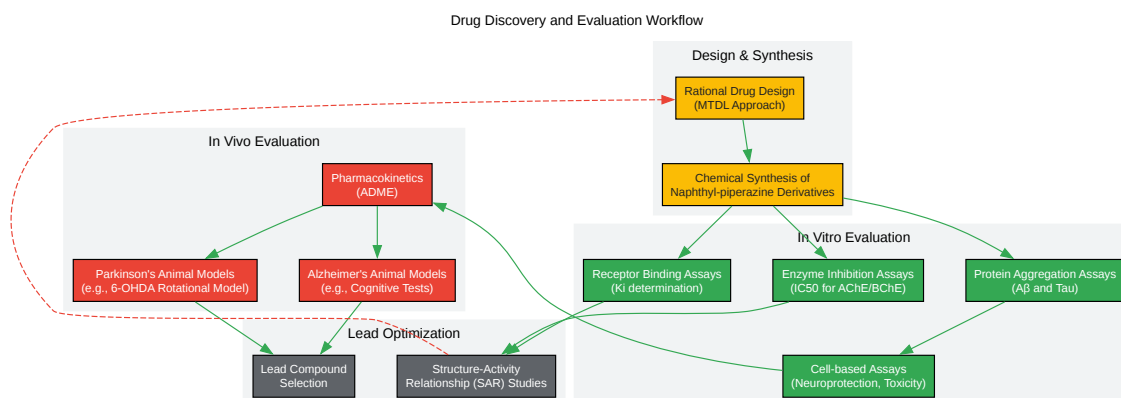 Drug Discovery and Evaluation Workflow
Design & Synthesis
Rational Drug Design
(MTDL Approach)
Chemical Synthesis of
Naphthyl-piperazine Derivatives
In Vivo Evaluation
Pharmacokinetics
(ADME)
Parkinson's Animal Models
(e.g., 6-OHDA Rotational Model)
Alzheimer's Animal Models
(e.g., Cognitive Tests)
In Vitro Evaluation
Receptor Binding Assays
(Ki determination)
Enzyme Inhibition Assays
(IC50 for AChE/BChE)
Protein Aggregation Assays
(Aβ and Tau)
Cell-based Assays
(Neuroprotection, Toxicity)
Lead Optimization
Lead Compound
Selection
Structure-Activity
Relationship (SAR) Studies